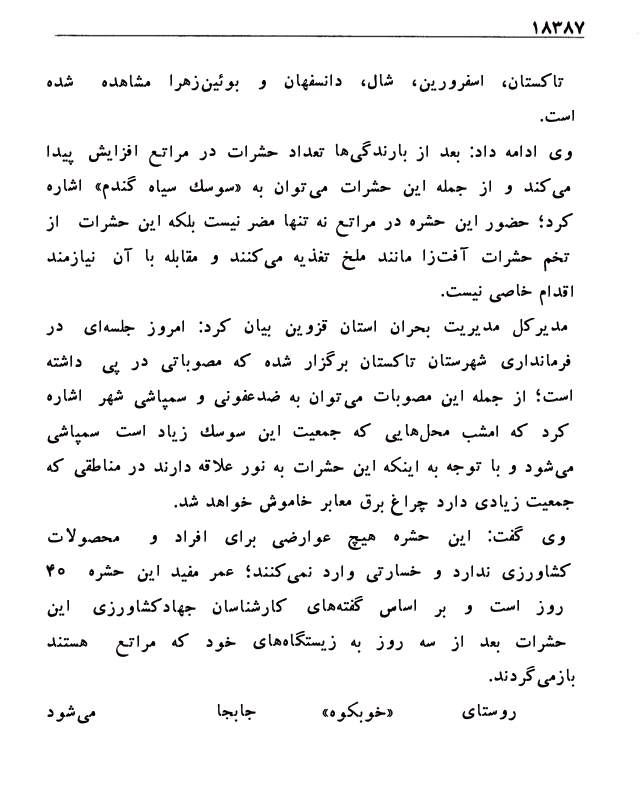 ۱۸۳۸۷
تاکستان، اسفرورین، شال، دانسفهان و بوئین‌زهرا مشاهده شده
است.
وی ادامه داد: بعد از بارندگی‌ها تعداد حشرات در مراتع افزایش پیدا
می‌کند و از جمله این حشرات می‌توان به «سوسك سیاه گندم» اشاره
کرد؛ حضور این حشره در مراتع نه تنها مضر نیست بلکه این حشرات از
تخم حشرات آفت‌زا مانند ملخ تغذیه می‌کنند و مقابله با آن نیازمند
اقدام خاصی نیست.
مدیرکل مدیریت بحران استان قزوین بیان کرد: امروز جلسه‌ای در
فرمانداری شهرستان تاکستان برگزار شده که مصوباتی در پی داشته
است؛ از جمله این مصوبات می‌توان به ضدعفونی و سمپاشی شهر اشاره
کرد که امشب محل‌هایی که جمعیت این سوسك زیاد است سمپاشی
می‌شود و با توجه به اینکه این حشرات به نور علاقه دارند در مناطقی که
جمعیت زیادی دارد چراغ برق معابر خاموش خواهد شد.
وی گفت: این حشره هیچ عوارضی برای افراد و محصولات
کشاورزی ندارد و خسارتی وارد نمی‌کنند؛ عمر مفید این حشره ۴۰
روز است و بر اساس گفته‌های کارشناسان جهادکشاورزی این
حشرات بعد از سه روز به زیستگاه‌های خود که مراتع هستند
بازمی‌گردند.
روستای «خوبکوه» جابجا می‌شود